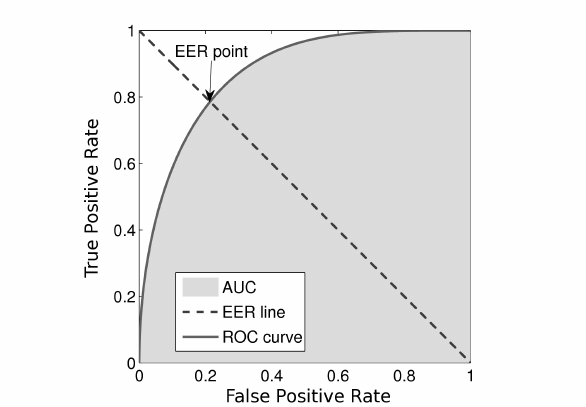 1
EER point
0.8
0.6
0.4
0.2
0
True Positive Rate
AUC
EER line
ROC curve
0 0.2 0.4 0.6 0.8 1
False Positive Rate